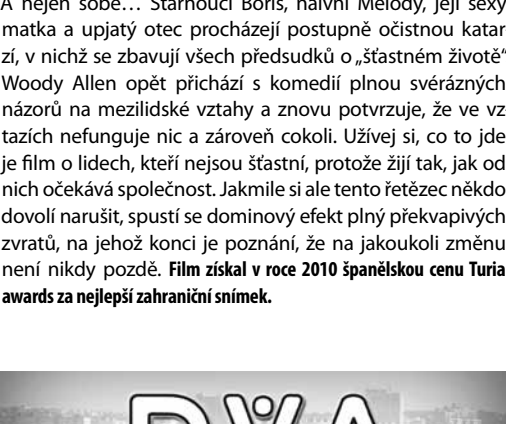 A nejen sobě… Stárnoucí Boris, naivní Melody, její sexy
matka a upjatý otec procházejí postupně očistnou katar
zí, v nichž se zbavují všech předsudků o „šťastném životě“
Woody Allen opět přichází s komedií plnou svérázných
názorů na mezilidské vztahy a znovu potvrzuje, že ve vz
tazích nefunguje nic a zároveň cokoli. Užívej si, co to jde
je film o lidech, kteří nejsou šťastní, protože žijí tak, jak od
nich očekává společnost. Jakmile si ale tento řetězec někdo
dovolí narušit, spustí se dominový efekt plný překvapivých
zvratů, na jehož konci je poznání, že na jakoukoli změnu
není nikdy pozdě. Film získal v roce 2010 španělskou cenu Turia
awards za nejlepší zahraniční snímek.